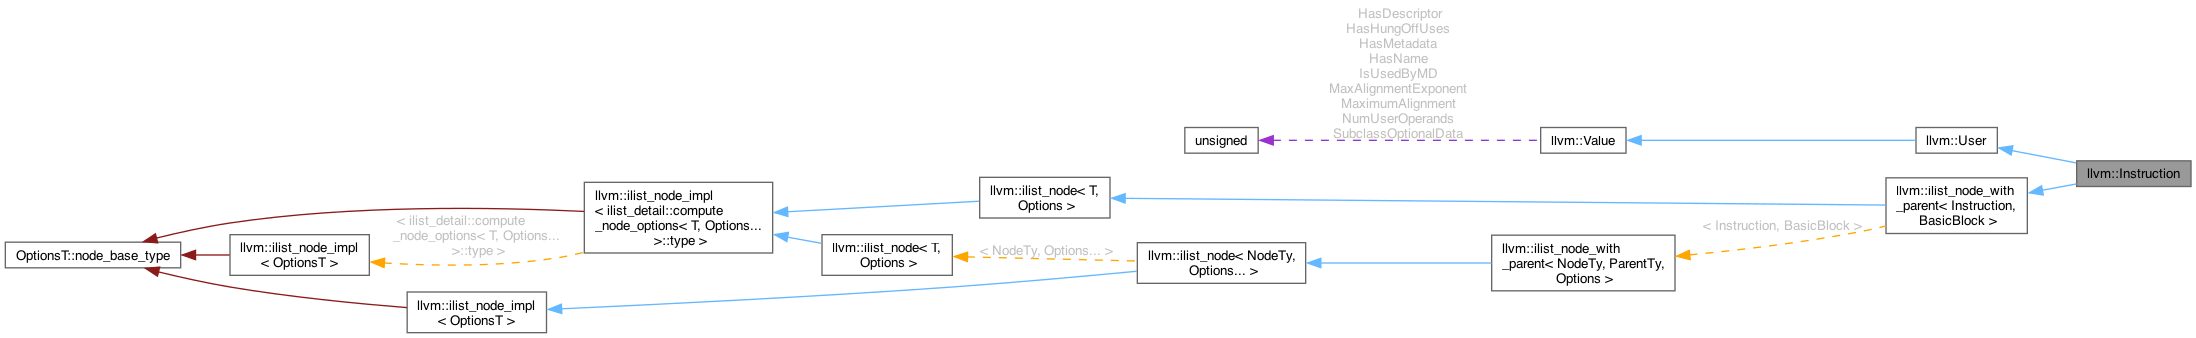 HasDescriptor
HasHungOffUses
HasMetadata
HasName
IsUsedByMD
MaxAlignmentExponent
MaximumAlignment
NumUserOperands
SubclassOptionalData
unsigned
llvm::Value
llvm::User
llvm::Instruction
llvm::ilist_node_impl
< ilist_detail::compute
_node_options< T, Options...
>::type >
llvm::ilist_node< T,
Options >
llvm::ilist_node_with
_parent< Instruction,
BasicBlock >
< ilist_detail::compute
_node_options< T, Options...
>::type >
< Instruction, BasicBlock >
OptionsT::node_base_type
llvm::ilist_node_impl
< OptionsT >
llvm::ilist_node< T,
Options >
< NodeTy, Options... >
llvm::ilist_node< NodeTy,
Options... >
llvm::ilist_node_with
_parent< NodeTy, ParentTy,
Options >
llvm::ilist_node_impl
< OptionsT >